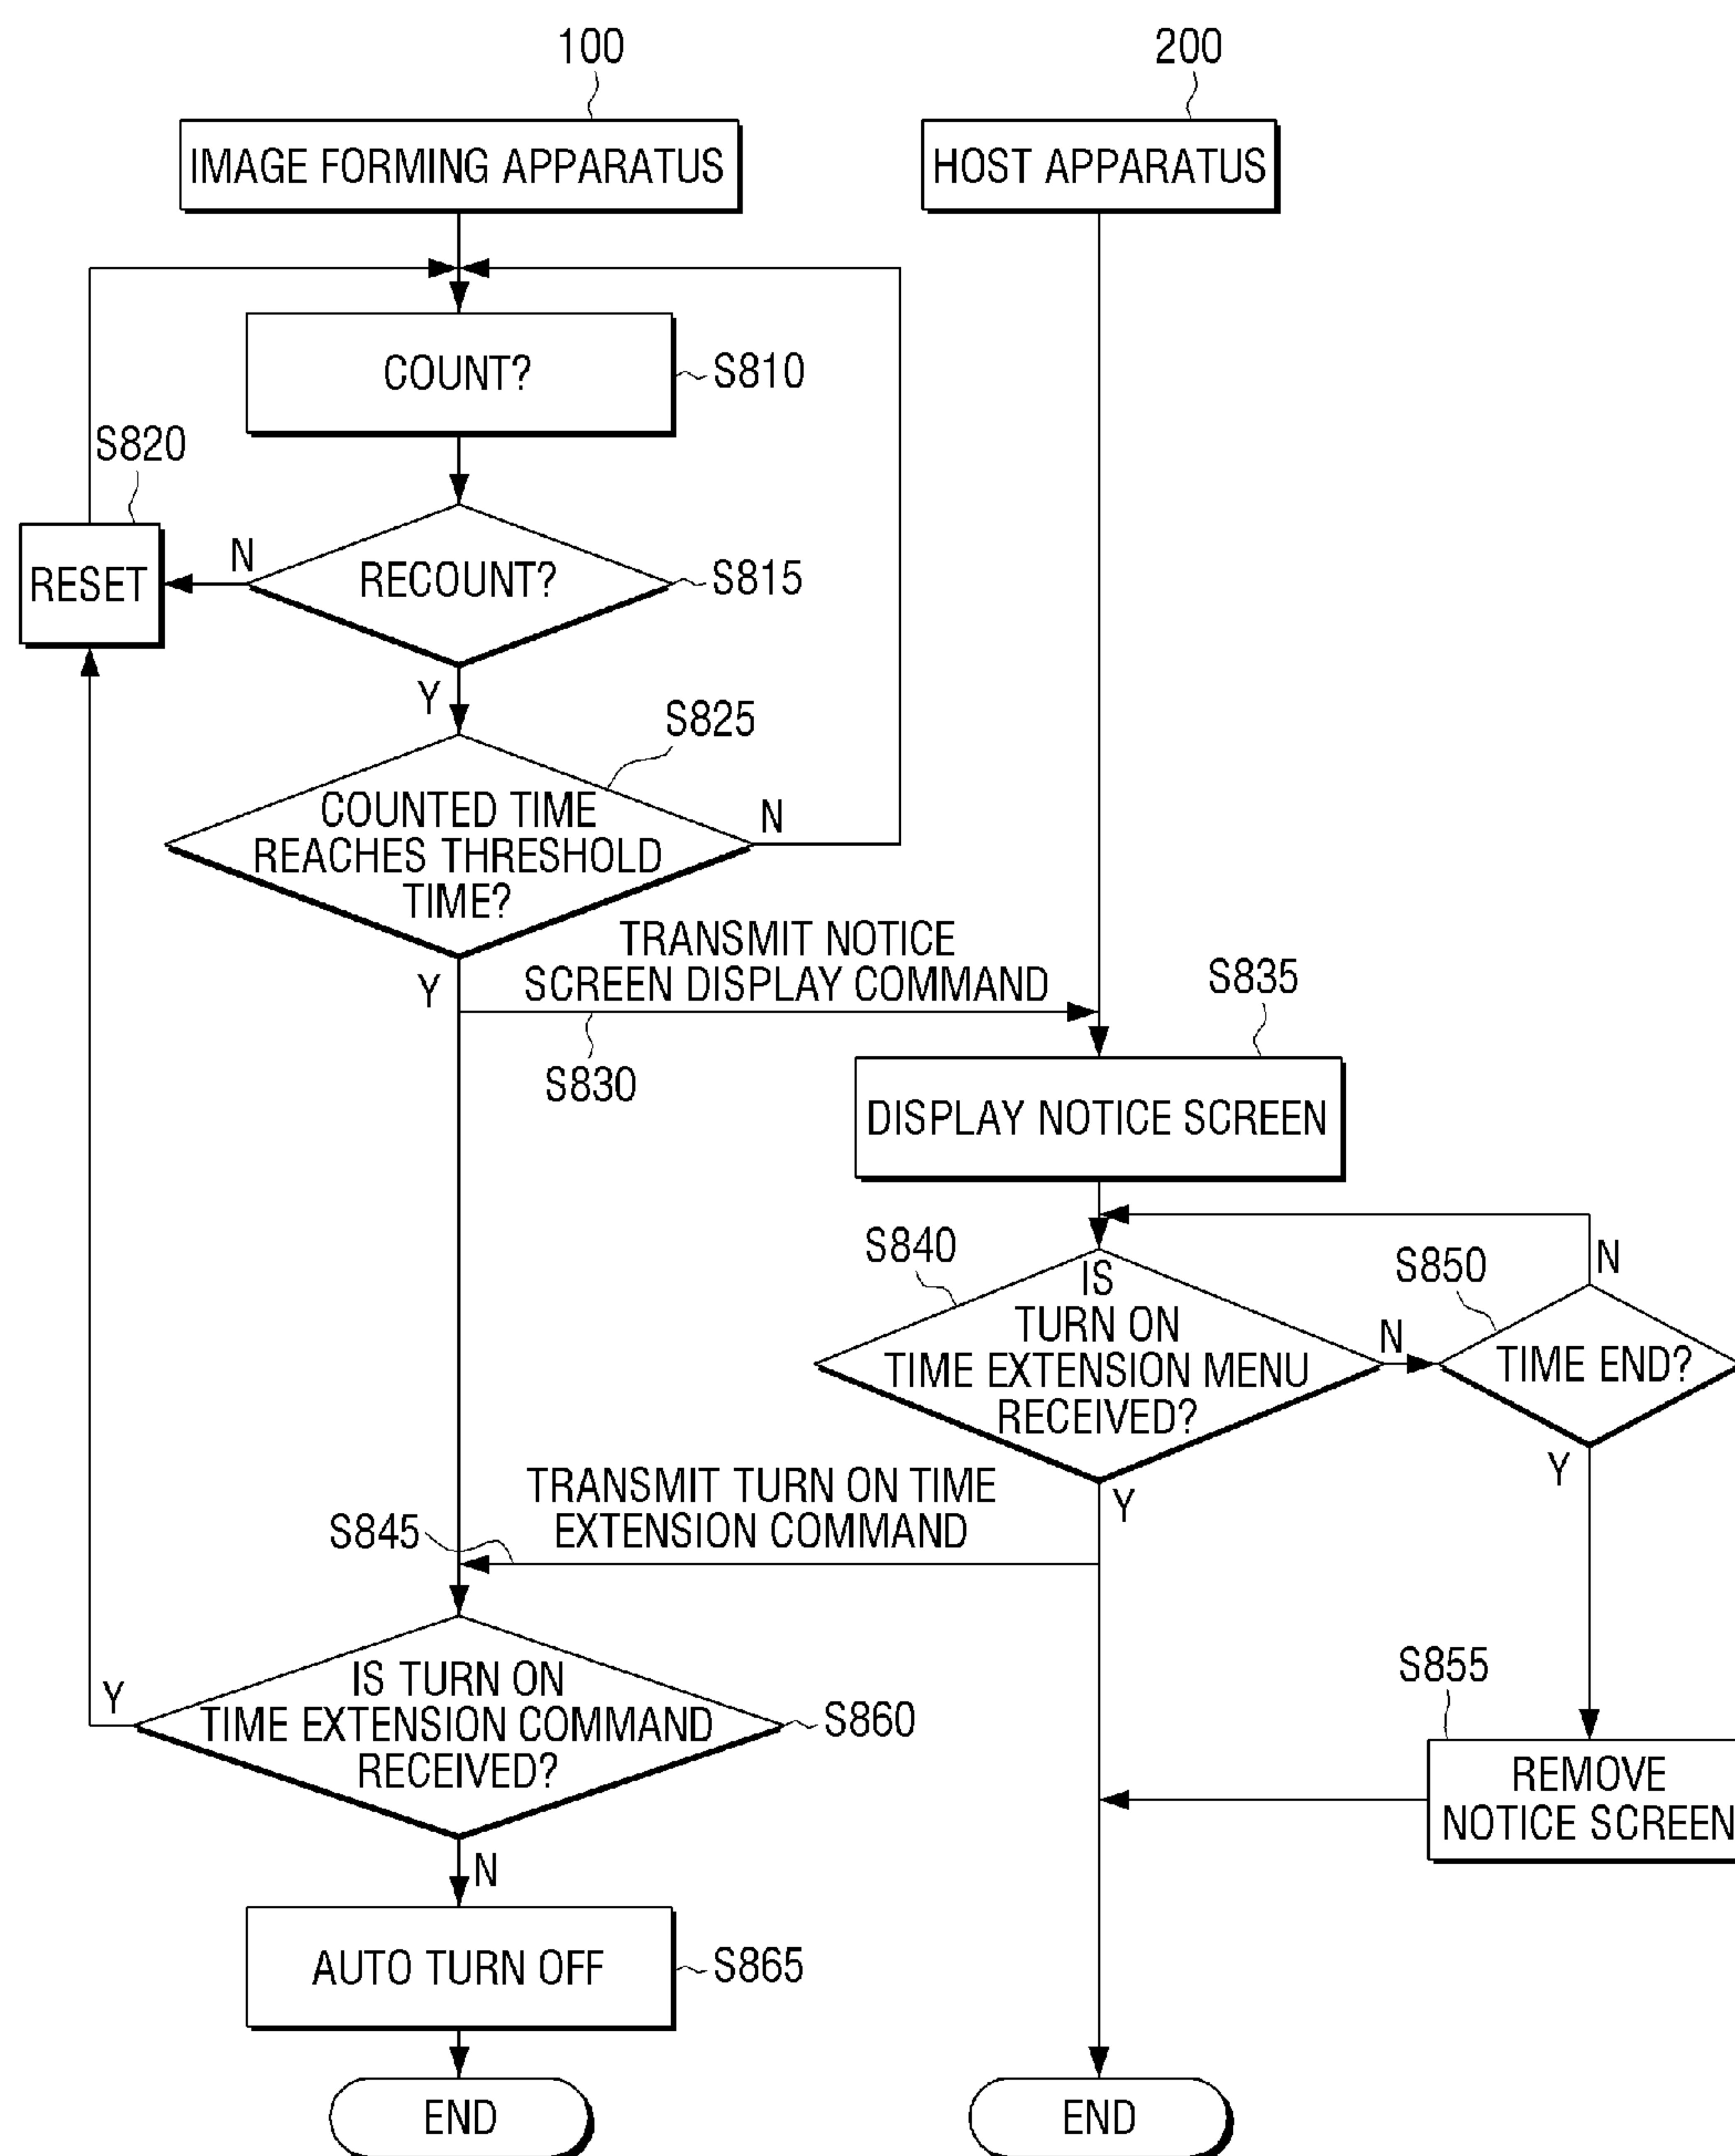 100
200
IMAGE FORMING APPARATUS
HOST APPARATUS
COUNT?
S810
S820
RESET
N
RECOUNT?
S815
Y
S825
COUNTED TIME
REACHES THRESHOLD
TIME?
N
Y
TRANSMIT NOTICE
SCREEN DISPLAY COMMAND
S830
S835
DISPLAY NOTICE SCREEN
S840
IS
TURN ON
TIME EXTENSION MENU
RECEIVED?
N
S850
N
TIME END?
Y
Y
TRANSMIT TURN ON TIME
EXTENSION COMMAND
S845
Y
IS TURN ON
TIME EXTENSION COMMAND
RECEIVED?
S860
S855
REMOVE
NOTICE SCREEN
N
AUTO TURN OFF
S865
END
END